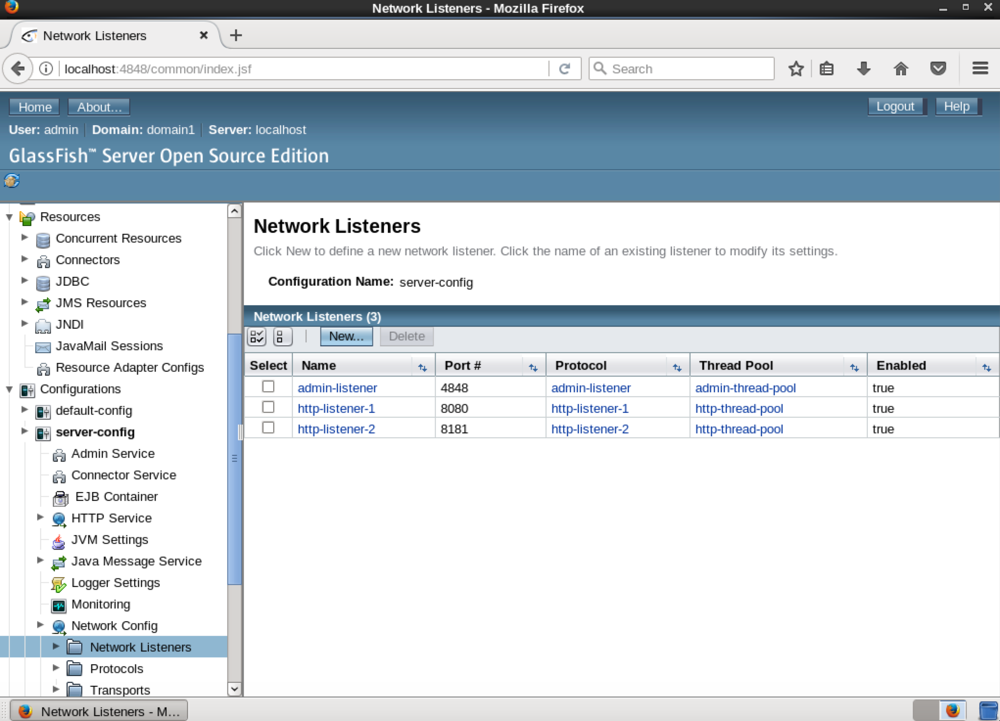 Network Listeners - Mozilla Firefox
Network Listeners
localhost:4848/common/index.jsf
Search
Home
About...
Logout
Help
User: admin
Domain: domain1
Server: localhost
GlassFish™ Server Open Source Edition
Resources
Concurrent Resources
Connectors
JDBC
JMS Resources
JNDI
JavaMail Sessions
Resource Adapter Configs
Configurations
default-config
server-config
Admin Service
Connector Service
EJB Container
HTTP Service
JVM Settings
Java Message Service
Logger Settings
Monitoring
Network Config
Network Listeners
Protocols
Transports
Network Listeners
Click New to define a new network listener. Click the name of an existing listener to modify its settings.
Configuration Name: server-config
Network Listeners (3)
New...
Delete
Select Name Port # Protocol Thread Pool Enabled
admin-listener 4848 admin-listener admin-thread-pool true
http-listener-1 8080 http-listener-1 http-thread-pool true
http-listener-2 8181 http-listener-2 http-thread-pool true
Network Listeners - M...